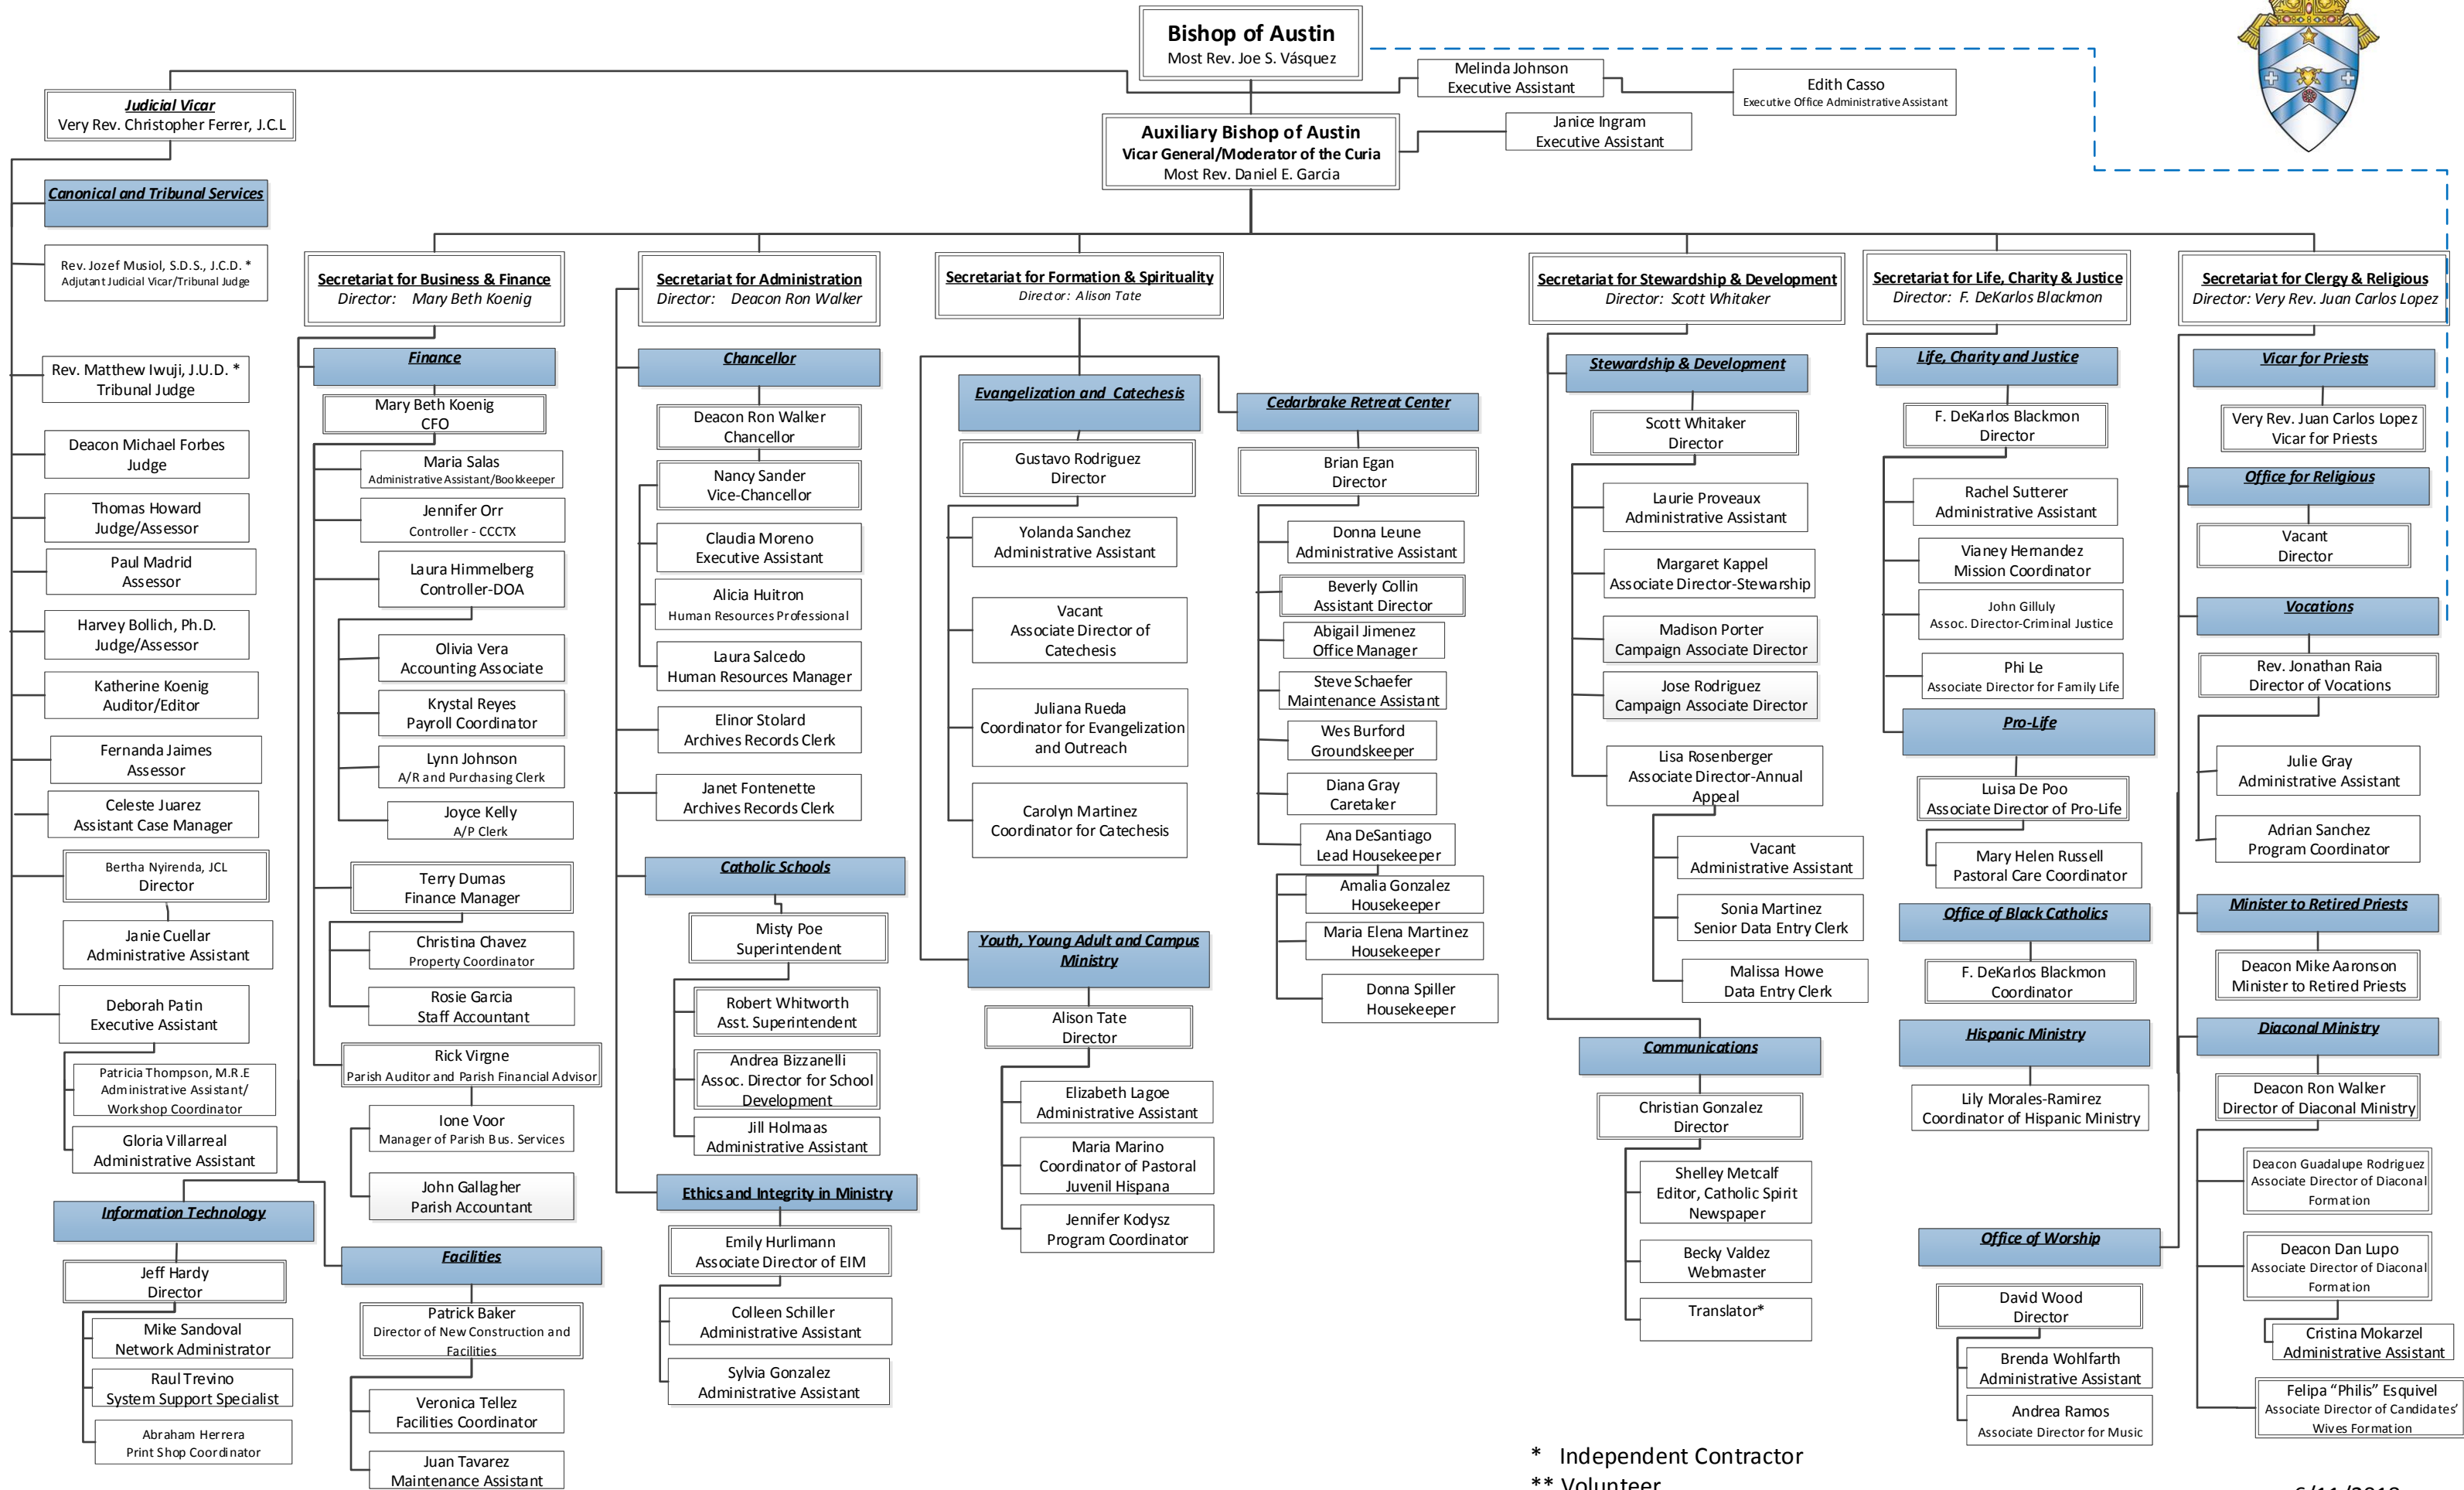 Bishop of Austin
Most Rev. Joe S. Vásquez
Melinda Johnson
Executive Assistant
Edith Casso
Executive Office Administrative Assistant
Judicial Vicar
Very Rev. Christopher Ferrer, J.C.L
Auxiliary Bishop of Austin
Vicar General/Moderator of the Curia
Most Rev. Daniel E. Garcia
Janice Ingram
Executive Assistant
Canonical and Tribunal Services
Rev. Jozef Musiol, S.D.S., J.C.D. *
Adjutant Judicial Vicar/Tribunal Judge
Rev. Matthew Iwuji, J.U.D. *
Tribunal Judge
Deacon Michael Forbes
Judge
Thomas Howard
Judge/Assessor
Paul Madrid
Assessor
Harvey Bollich, Ph.D.
Judge/Assessor
Katherine Koenig
Auditor/Editor
Fernanda Jaimes
Assessor
Celeste Juarez
Assistant Case Manager
Bertha Nyirenda, JCL
Director
Janie Cuellar
Administrative Assistant
Deborah Patin
Executive Assistant
Patricia Thompson, M.R.E
Administrative Assistant/
Workshop Coordinator
Gloria Villarreal
Administrative Assistant
Secretariat for Business & Finance
Director: Mary Beth Koenig
Finance
Mary Beth Koenig
CFO
Maria Salas
Administrative Assistant/Bookkeeper
Jennifer Orr
Controller - CCCTX
Laura Himmelberg
Controller-DOA
Olivia Vera
Accounting Associate
Krystal Reyes
Payroll Coordinator
Lynn Johnson
A/R and Purchasing Clerk
Joyce Kelly
A/P Clerk
Terry Dumas
Finance Manager
Christina Chavez
Property Coordinator
Rosie Garcia
Staff Accountant
Rick Virgne
Parish Auditor and Parish Financial Advisor
Ione Voor
Manager of Parish Bus. Services
John Gallagher
Parish Accountant
Information Technology
Jeff Hardy
Director
Mike Sandoval
Network Administrator
Raul Trevino
System Support Specialist
Abraham Herrera
Print Shop Coordinator
Facilities
Patrick Baker
Director of New Construction and
Facilities
Veronica Tellez
Facilities Coordinator
Juan Tavarez
Maintenance Assistant
Secretariat for Administration
Director: Deacon Ron Walker
Chancellor
Deacon Ron Walker
Chancellor
Nancy Sander
Vice-Chancellor
Claudia Moreno
Executive Assistant
Alicia Huitron
Human Resources Professional
Laura Salcedo
Human Resources Manager
Elinor Stolard
Archives Records Clerk
Janet Fontenette
Archives Records Clerk
Catholic Schools
Misty Poe
Superintendent
Robert Whitworth
Asst. Superintendent
Andrea Bizzanelli
Assoc. Director for School
Development
Jill Holmaas
Administrative Assistant
Ethics and Integrity in Ministry
Emily Hurlimann
Associate Director of EIM
Colleen Schiller
Administrative Assistant
Sylvia Gonzalez
Administrative Assistant
Secretariat for Formation & Spirituality
Director: Alison Tate
Evangelization and Catechesis
Gustavo Rodriguez
Director
Yolanda Sanchez
Administrative Assistant
Vacant
Associate Director of
Catechesis
Juliana Rueda
Coordinator for Evangelization
and Outreach
Carolyn Martinez
Coordinator for Catechesis
Youth, Young Adult and Campus
Ministry
Alison Tate
Director
Elizabeth Lagoe
Administrative Assistant
Maria Marino
Coordinator of Pastoral
Juvenil Hispana
Jennifer Kodysz
Program Coordinator
Cedarbrake Retreat Center
Brian Egan
Director
Donna Leune
Administrative Assistant
Beverly Collin
Assistant Director
Abigail Jimenez
Office Manager
Steve Schaefer
Maintenance Assistant
Wes Burford
Groundskeeper
Diana Gray
Caretaker
Ana DeSantiago
Lead Housekeeper
Amalia Gonzalez
Housekeeper
Maria Elena Martinez
Housekeeper
Donna Spiller
Housekeeper
Secretariat for Stewardship & Development
Director: Scott Whitaker
Stewardship & Development
Scott Whitaker
Director
Laurie Proveaux
Administrative Assistant
Margaret Kappel
Associate Director-Stewarship
Madison Porter
Campaign Associate Director
Jose Rodriguez
Campaign Associate Director
Lisa Rosenberger
Associate Director-Annual
Appeal
Vacant
Administrative Assistant
Sonia Martinez
Senior Data Entry Clerk
Malissa Howe
Data Entry Clerk
Communications
Christian Gonzalez
Director
Shelley Metcalf
Editor, Catholic Spirit
Newspaper
Becky Valdez
Webmaster
Translator*
Secretariat for Life, Charity & Justice
Director: F. DeKarlos Blackmon
Life, Charity and Justice
F. DeKarlos Blackmon
Director
Rachel Sutterer
Administrative Assistant
Vianey Hernandez
Mission Coordinator
John Gilluly
Assoc. Director-Criminal Justice
Phi Le
Associate Director for Family Life
Pro-Life
Luisa De Poo
Associate Director of Pro-Life
Mary Helen Russell
Pastoral Care Coordinator
Office of Black Catholics
F. DeKarlos Blackmon
Coordinator
Hispanic Ministry
Lily Morales-Ramirez
Coordinator of Hispanic Ministry
Secretariat for Clergy & Religious
Director: Very Rev. Juan Carlos Lopez
Vicar for Priests
Very Rev. Juan Carlos Lopez
Vicar for Priests
Office for Religious
Vacant
Director
Vocations
Rev. Jonathan Raia
Director of Vocations
Julie Gray
Administrative Assistant
Adrian Sanchez
Program Coordinator
Minister to Retired Priests
Deacon Mike Aaronson
Minister to Retired Priests
Diaconal Ministry
Deacon Ron Walker
Director of Diaconal Ministry
Deacon Guadalupe Rodriguez
Associate Director of Diaconal
Formation
Deacon Dan Lupo
Associate Director of Diaconal
Formation
Cristina Mokarzel
Administrative Assistant
Felipa “Philis” Esquivel
Associate Director of Candidates’
Wives Formation
Office of Worship
David Wood
Director
Brenda Wohlfarth
Administrative Assistant
Andrea Ramos
Associate Director for Music
* Independent Contractor
** Volunteer